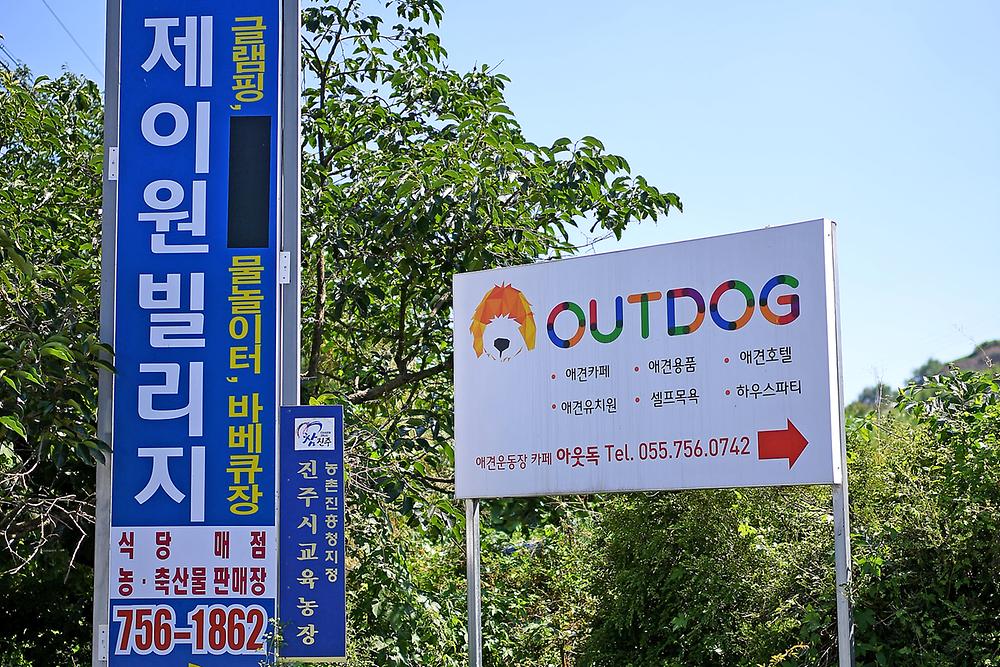 제이원빌리지
글램핑,
물놀이터, 바베큐장
식당 매점
농·축산물 판매장
756-1862
참진주
농촌진흥청지정
진주시교육농장
OUTDOG
• 애견카페 • 애견용품 • 애견호텔
• 애견유치원 • 셀프목욕 • 하우스파티
애견운동장 카페 아웃독 Tel. 055.756.0742